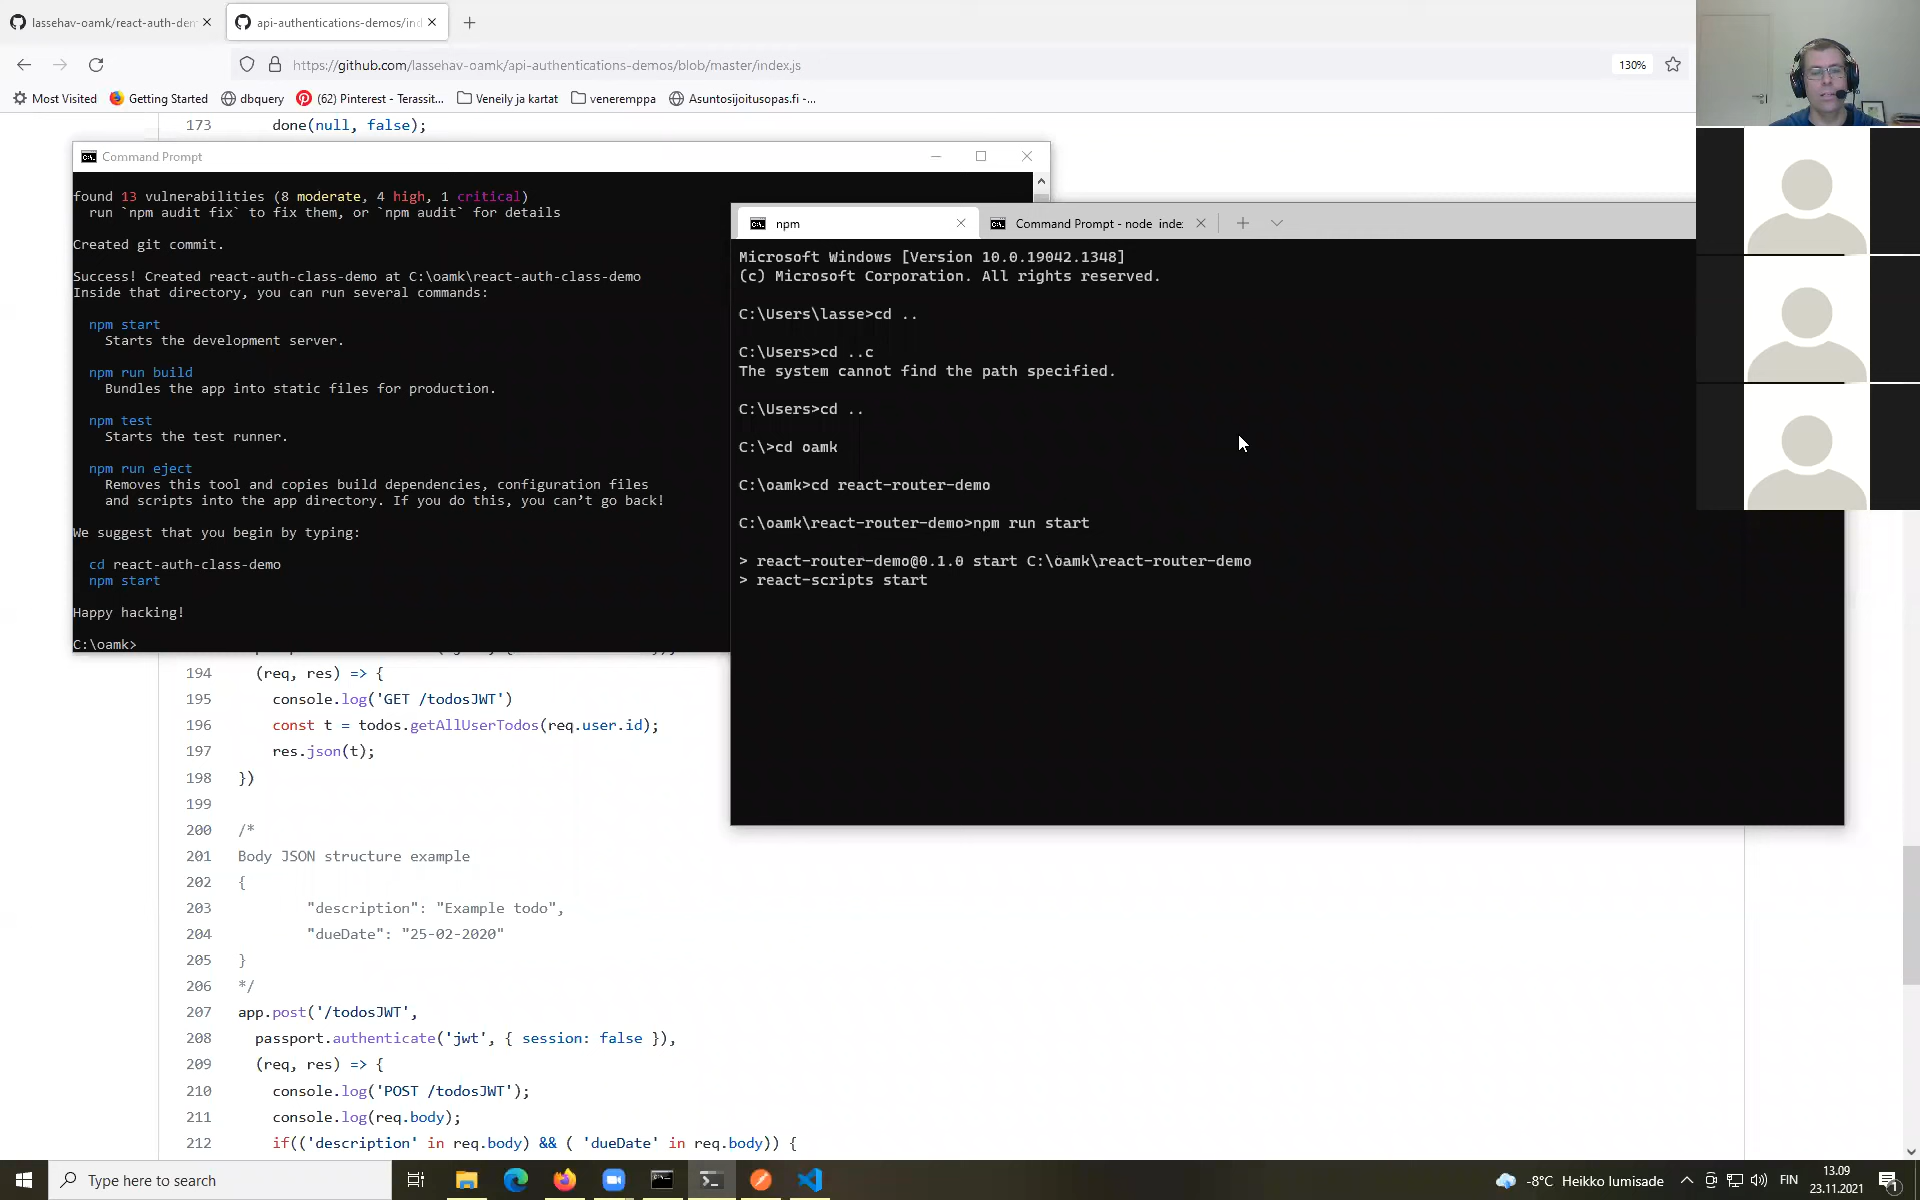 lassehav-oamk/react-auth-den
api-authentications-demos/ind
https://github.com/lassehav-oamk/api-authentications-demos/blob/master/index.js
130%
Most Visited
Getting Started
dbquery
(62) Pinterest - Terassit...
Veneily ja kartat
veneremppa
Asuntosijoitusopas.fi -...
173 done(null, false);
Command Prompt
found 13 vulnerabilities (8 moderate, 4 high, 1 critical)
run `npm audit fix` to fix them, or `npm audit` for details
Created git commit.
Success! Created react-auth-class-demo at C:\oamk\react-auth-class-demo
Inside that directory, you can run several commands:
npm start
Starts the development server.
npm run build
Bundles the app into static files for production.
npm test
Starts the test runner.
npm run eject
Removes this tool and copies build dependencies, configuration files
and scripts into the app directory. If you do this, you can’t go back!
We suggest that you begin by typing:
cd react-auth-class-demo
npm start
Happy hacking!
C:\oamk>
npm
Command Prompt - node inde:
Microsoft Windows [Version 10.0.19042.1348]
(c) Microsoft Corporation. All rights reserved.
C:\Users\lasse>cd ..
C:\Users>cd ..c
The system cannot find the path specified.
C:\Users>cd ..
C:\>cd oamk
C:\oamk>cd react-router-demo
C:\oamk\react-router-demo>npm run start
> react-router-demo@0.1.0 start C:\oamk\react-router-demo
> react-scripts start
194 (req, res) => {
195 console.log('GET /todosJWT')
196 const t = todos.getAllUserTodos(req.user.id);
197 res.json(t);
198 })
199
200 /*
201 Body JSON structure example
202 {
203 "description": "Example todo",
204 "dueDate": "25-02-2020"
205 }
206 */
207 app.post('/todosJWT',
208 passport.authenticate('jwt', { session: false }),
209 (req, res) => {
210 console.log('POST /todosJWT');
211 console.log(req.body);
212 if(('description' in req.body) && ( 'dueDate' in req.body)) {
Type here to search
-8°C Heikko lumisade
FIN
13.09
23.11.2021
1